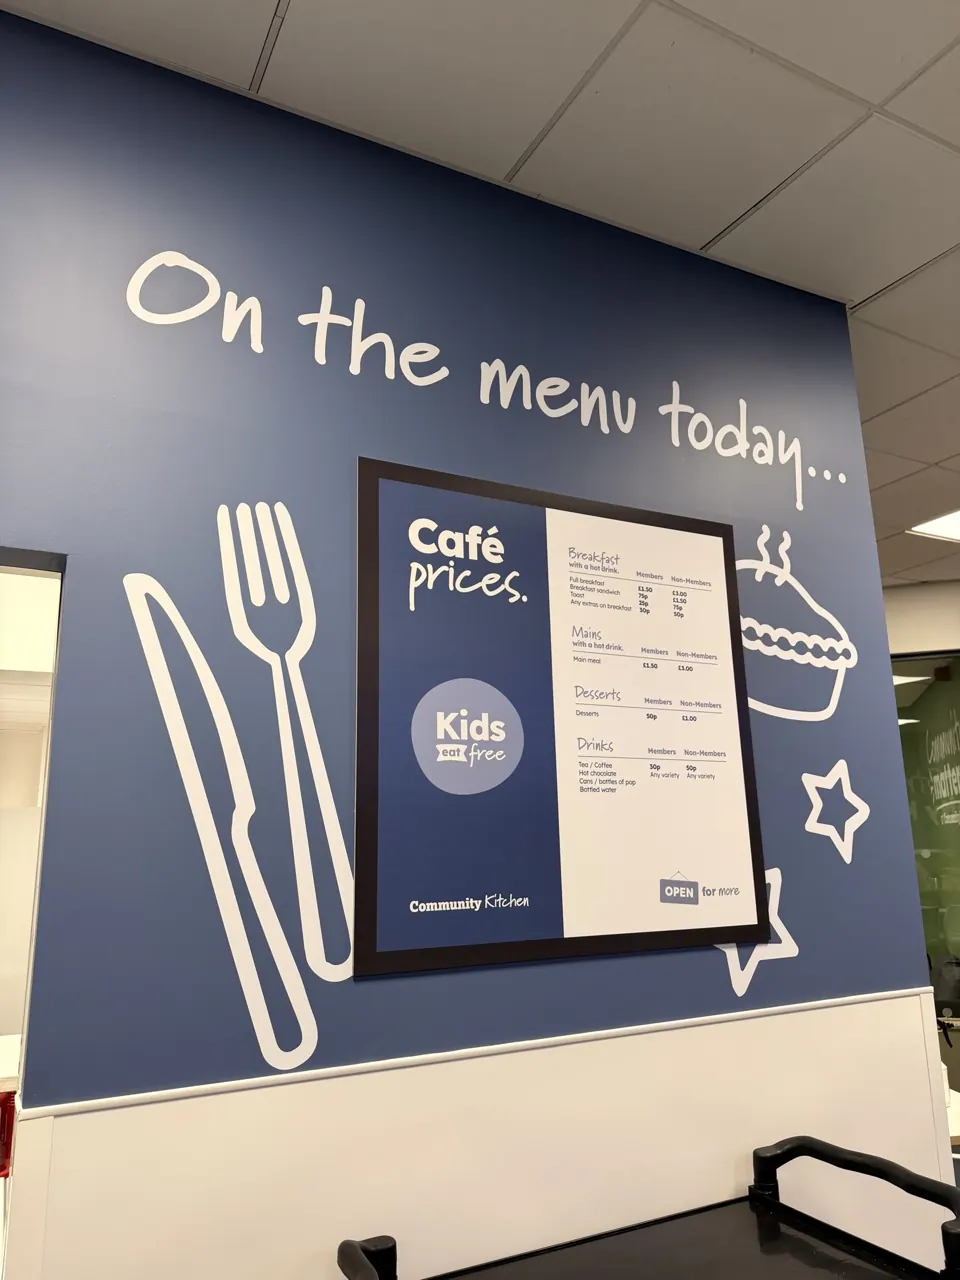 On the menu today...
Café
prices.
Kids
eat free
Community Kitchen
Breakfast
with a hot drink. Members Non-Members
Full breakfast £1.50 £3.00
Breakfast sandwich 75p £1.50
Toast 25p 75p
Any extras on breakfast 30p 50p
Mains
with a hot drink. Members Non-Members
Main meal £1.50 £3.00
Desserts Members Non-Members
Desserts 50p £1.00
Drinks Members Non-Members
Tea / Coffee 30p 50p
Hot chocolate Any variety Any variety
Cans / bottles of pop
Bottled water
OPEN for more
Community
matter